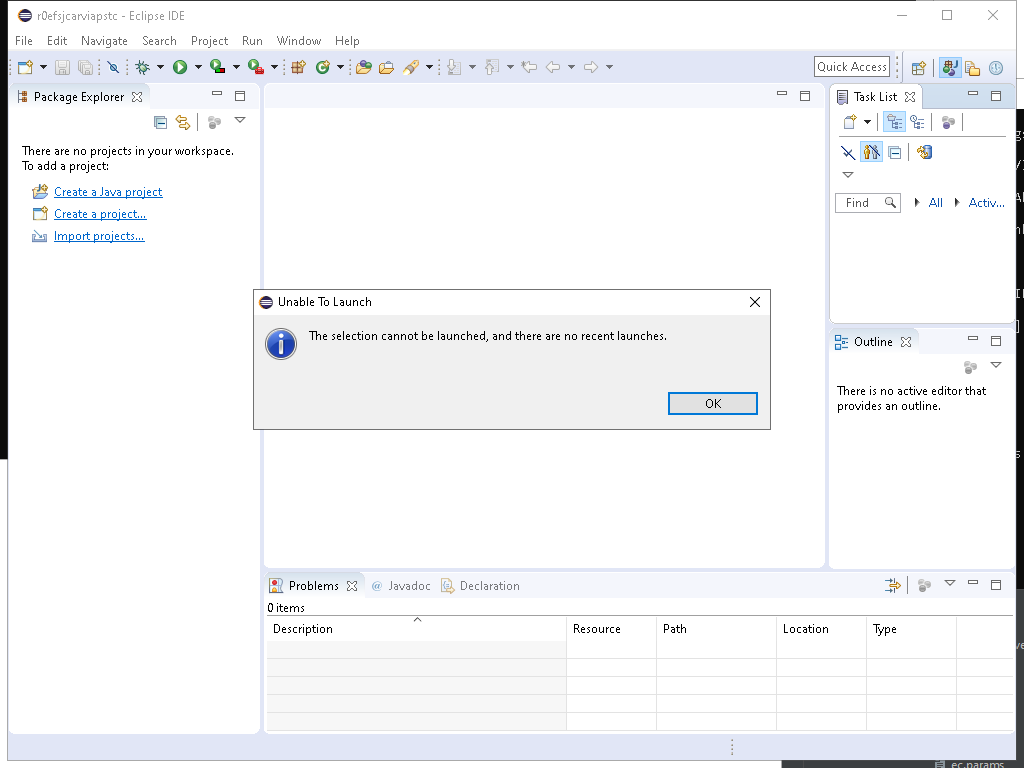 r0efsjcarviapstc - Eclipse IDE
File Edit Navigate Search Project Run Window Help
Quick Access
Package Explorer
There are no projects in your workspace.
To add a project:
Create a Java project
Create a project...
Import projects...
Task List
Find All Activ...
Unable To Launch
The selection cannot be launched, and there are no recent launches.
OK
Outline
There is no active editor that
provides an outline.
Problems @ Javadoc Declaration
0 items
Description Resource Path Location Type
ec.params